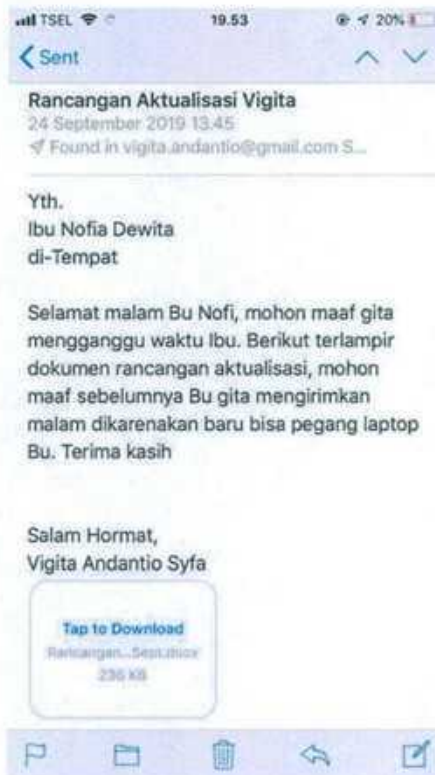 TSEL 19.53 20%
Sent
Rancangan Aktualisasi Vigita
24 September 2019 13.45
Found in vigita.andantio@gmail.com S...
Yth.
Ibu Nofia Dewita
di-Tempat
Selamat malam Bu Nofi, mohon maaf gita
mengganggu waktu Ibu. Berikut terlampir
dokumen rancangan aktualisasi, mohon
maaf sebelumnya Bu gita mengirimkan
malam dikarenakan baru bisa pegang laptop
Bu. Terima kasih
Salam Hormat,
Vigita Andantio Syfa
Tap to Download
Rancangan...Sept.docx
236 KB